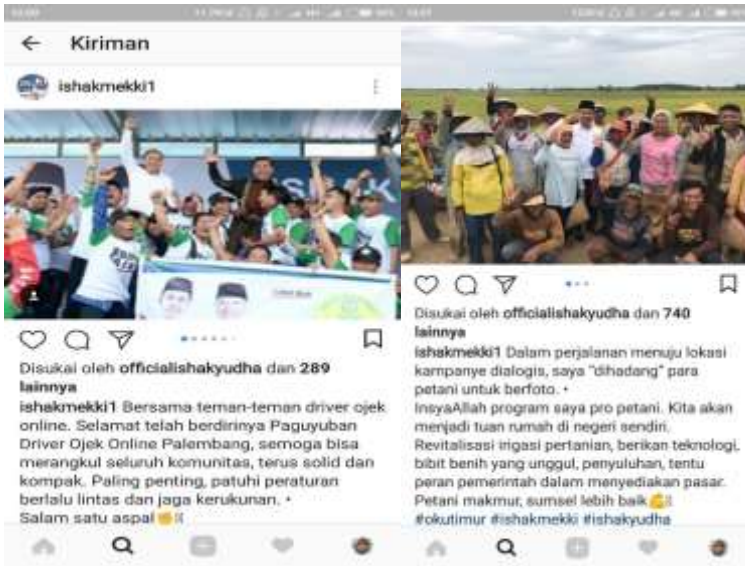 Kiriman
ishakmekki1
Disukai oleh officialishakyudha dan 289
lainnya
ishakmekki1 Bersama teman-teman driver ojek
online. Selamat telah berdirinya Paguyuban
Driver Ojek Online Palembang, semoga bisa
merangkul seluruh komunitas, terus solid dan
kompak. Paling penting, patuhi peraturan
berlalu lintas dan jaga kerukunan. •
Salam satu aspal✊
Disukai oleh officialishakyudha dan 740
lainnya
ishakmekki1 Dalam perjalanan menuju lokasi
kampanye dialogis, saya "dihadang" para
petani untuk berfoto. •
InsyaAllah program saya pro petani. Kita akan
menjadi tuan rumah di negeri sendiri.
Revitalisasi irigasi pertanian, berikan teknologi,
bibit benih yang unggul, penyuluhan, tentu
peran pemerintah dalam menyediakan pasar.
Petani makmur, sumsel lebih baik💪
#okutimur #ishakmekki #ishakyudha